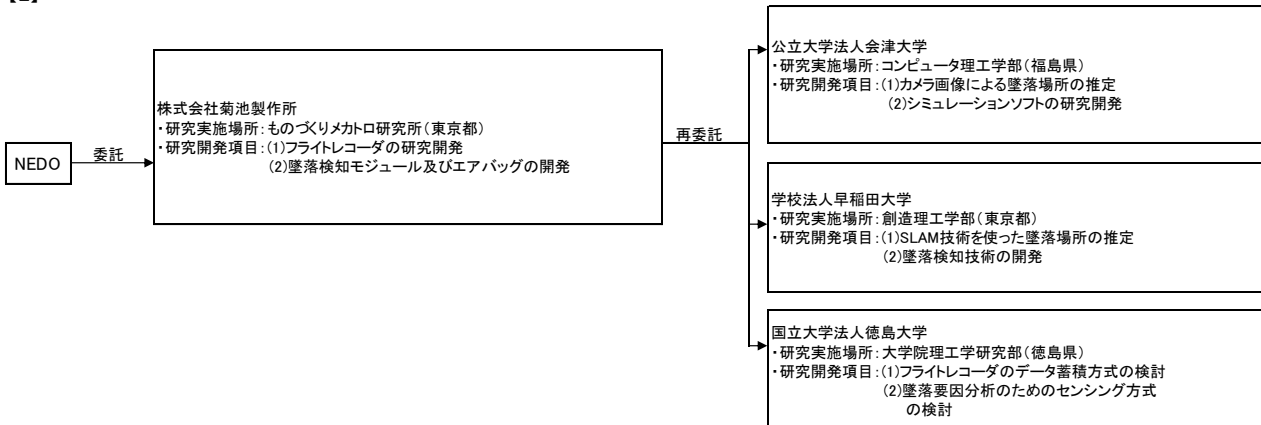 NEDO
委託
株式会社菊池製作所
・研究実施場所：ものづくりメカトロ研究所（東京都）
・研究開発項目：(1)フライトレコーダの研究開発
(2)墜落検知モジュール及びエアバッグの開発
再委託
公立大学法人会津大学
・研究実施場所：コンピュータ理工学部（福島県）
・研究開発項目：(1)カメラ画像による墜落場所の推定
(2)シミュレーションソフトの研究開発
学校法人早稲田大学
・研究実施場所：創造理工学部（東京都）
・研究開発項目：(1)SLAM技術を使った墜落場所の推定
(2)墜落検知技術の開発
国立大学法人徳島大学
・研究実施場所：大学院理工学研究部（徳島県）
・研究開発項目：(1)フライトレコーダのデータ蓄積方式の検討
(2)墜落要因分析のためのセンシング方式
の検討